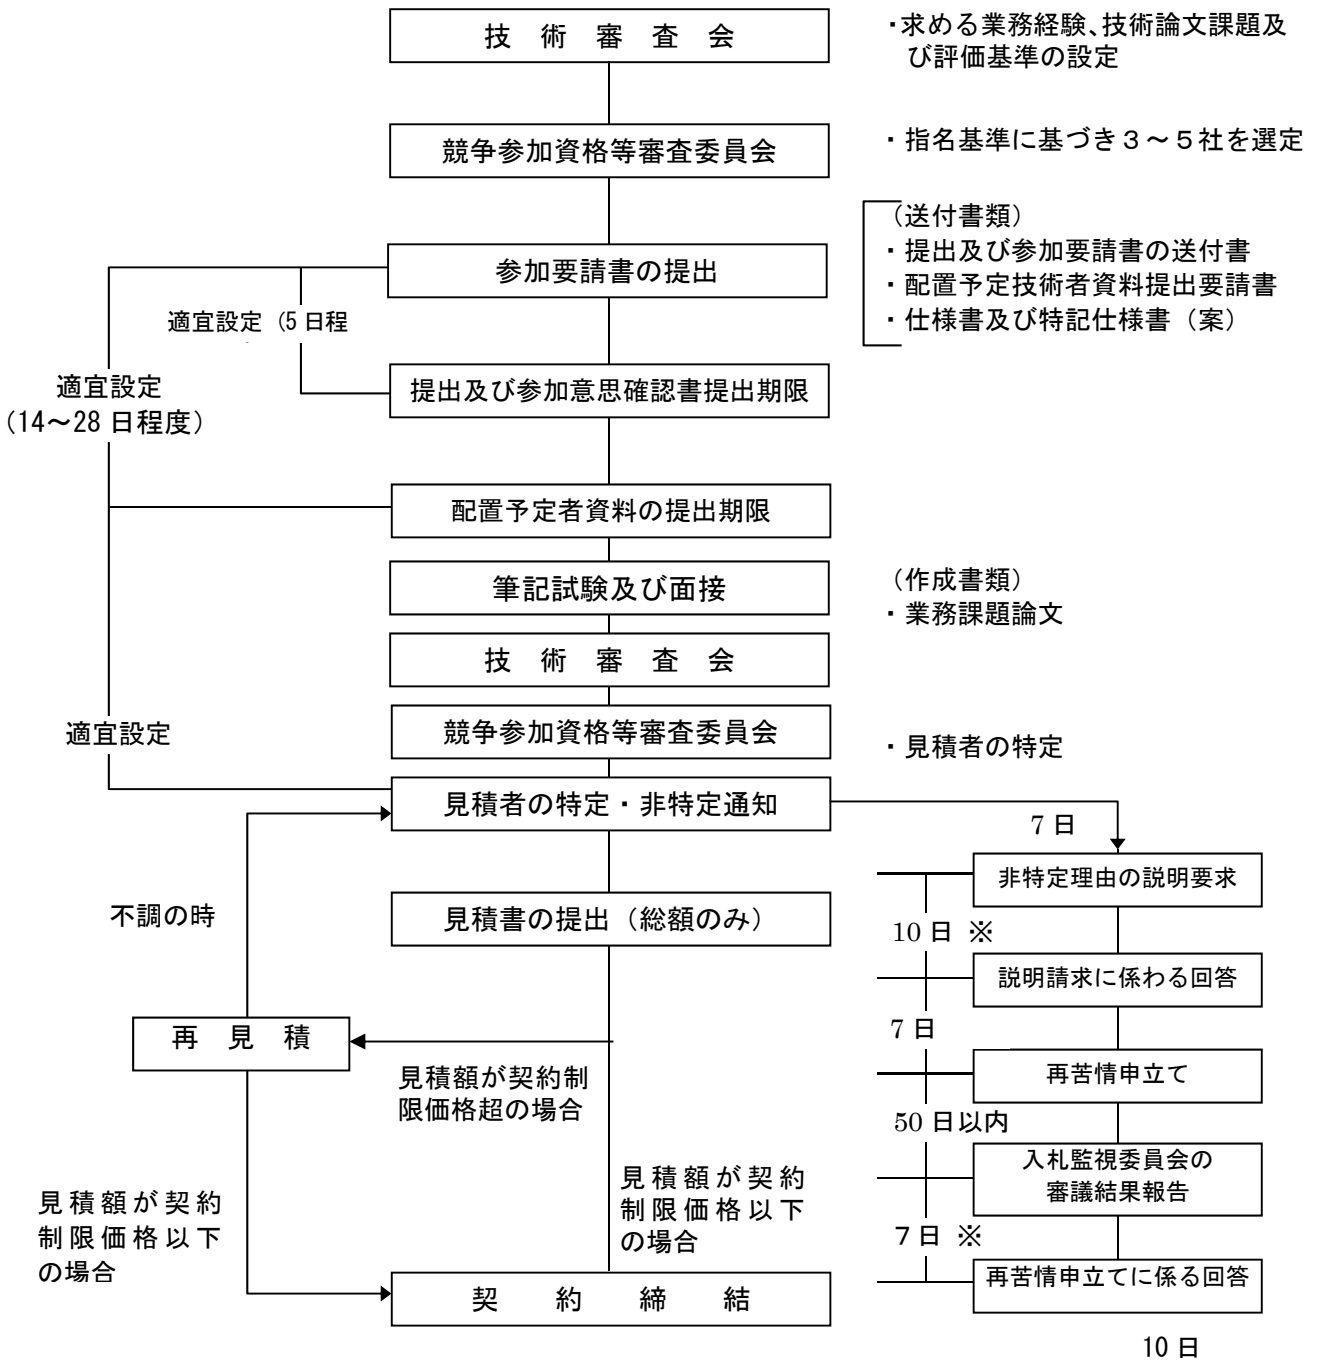 技　術　審　査　会
・求める業務経験、技術論文課題及
び評価基準の設定
競争参加資格等審査委員会
・指名基準に基づき３～５社を選定
（送付書類）
参加要請書の提出
・提出及び参加要請書の送付書
・配置予定技術者資料提出要請書
・仕様書及び特記仕様書（案）
適宜設定（5 日程
適宜設定
（14～28 日程度）
提出及び参加意思確認書提出期限
配置予定者資料の提出期限
筆記試験及び面接
（作成書類）
・業務課題論文
技　術　審　査　会
適宜設定
競争参加資格等審査委員会
・見積者の特定
見積者の特定・非特定通知
7 日
非特定理由の説明要求
不調の時
見積書の提出（総額のみ）
10 日 ※
説明請求に係わる回答
7 日
再　見　積
見積額が契約制
限価格超の場合
再苦情申立て
50 日以内
入札監視委員会の
審議結果報告
見積額が契約
制限価格以下
の場合
見積額が契約
制限価格以下
の場合
7 日 ※
再苦情申立てに係る回答
契　約　締　結
10 日